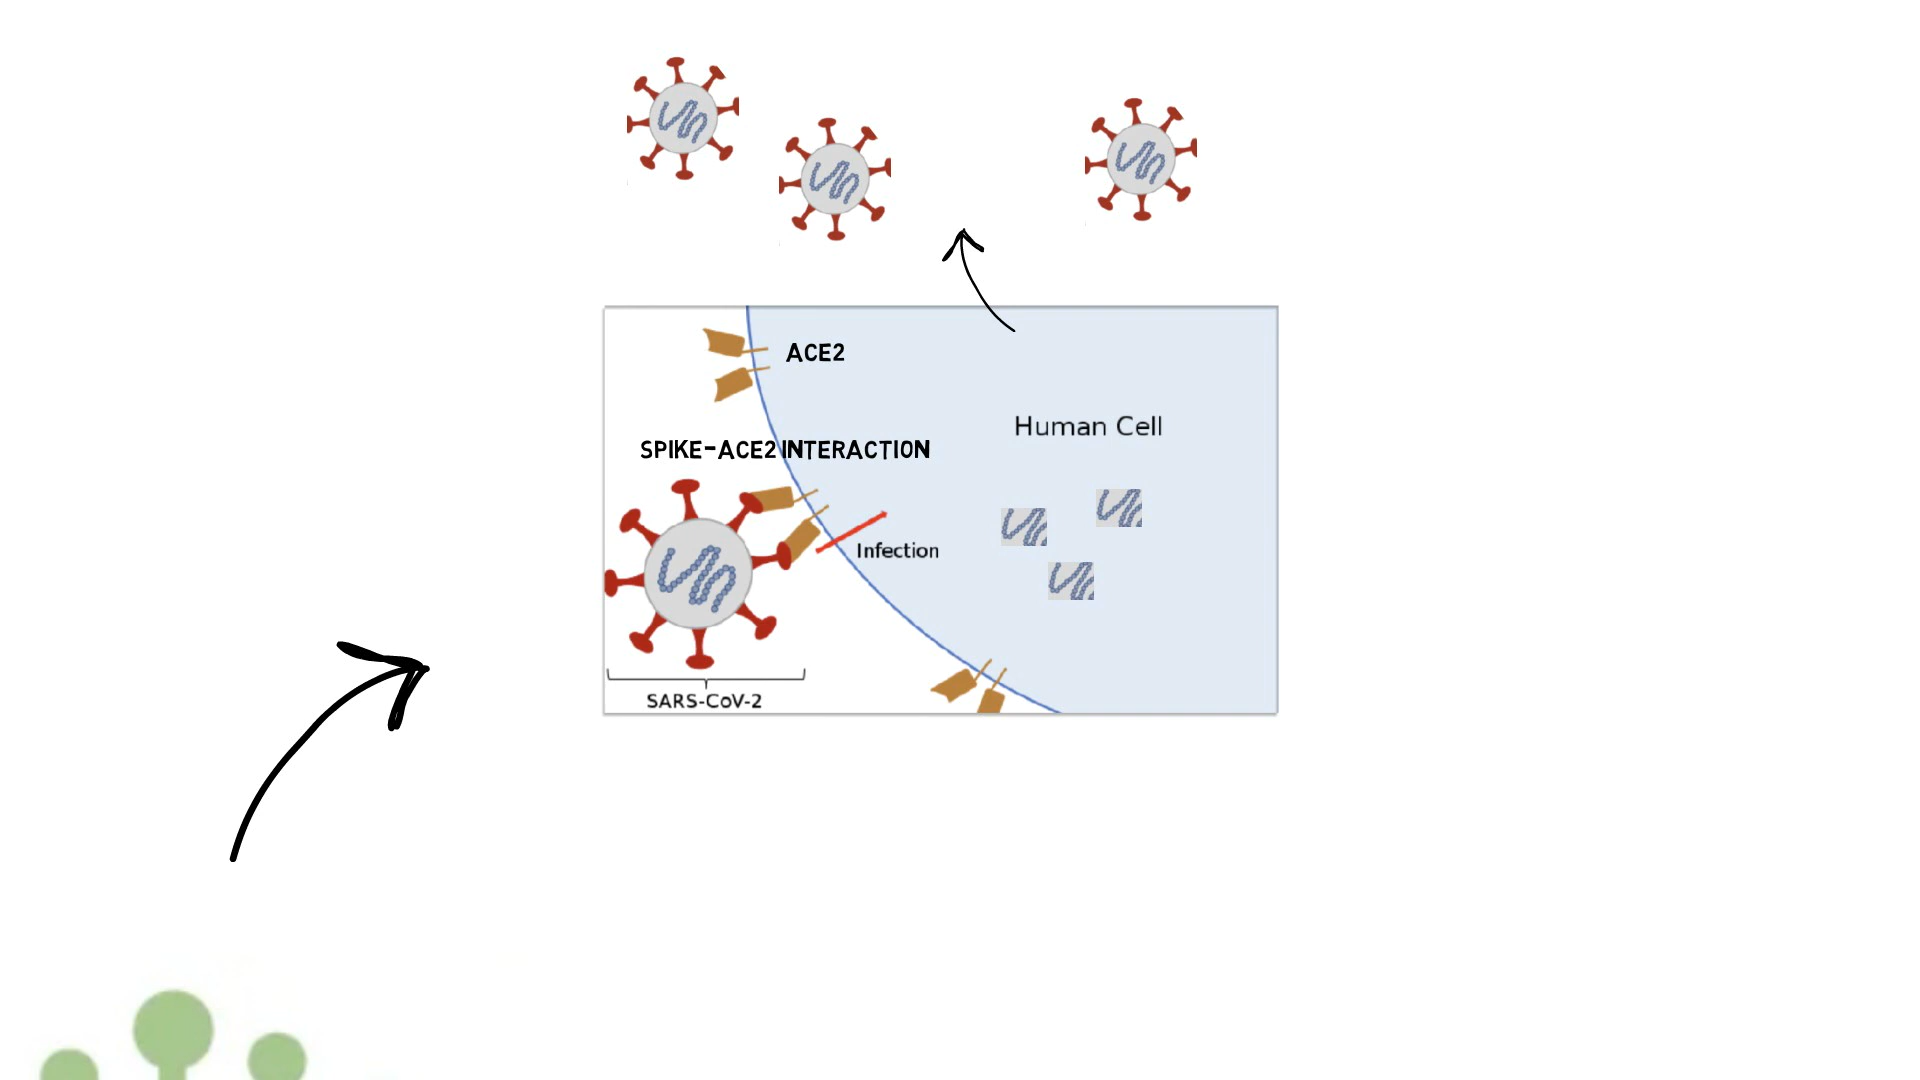 ACE2
Human Cell
SPIKE-ACE2 INTERACTION
Infection
SARS-CoV-2